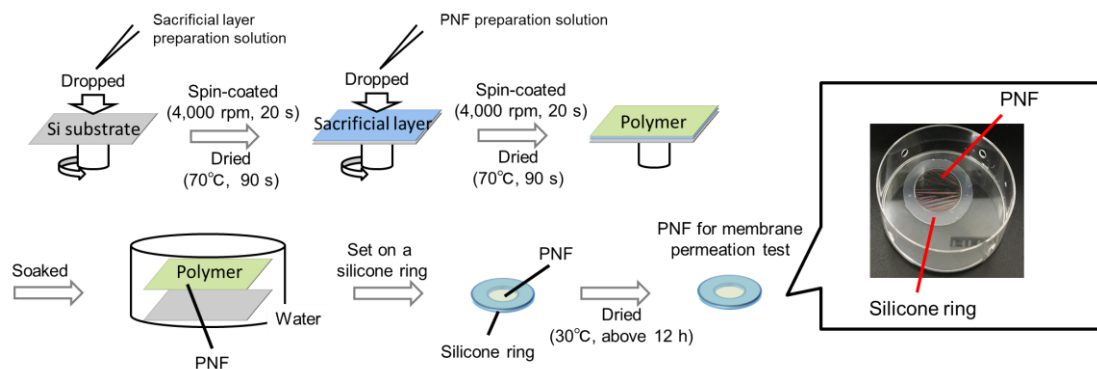 Sacrificial layer
preparation solution
Dropped
Si substrate
Spin-coated
(4,000 rpm, 20 s)
Dried
(70℃, 90 s)
PNF preparation solution
Dropped
Sacrificial layer
Spin-coated
(4,000 rpm, 20 s)
Dried
(70℃, 90 s)
Polymer
PNF
Silicone ring
Soaked
Polymer
Water
PNF
Set on a
silicone ring
PNF
Silicone ring
Dried
(30℃, above 12 h)
PNF for membrane
permeation test